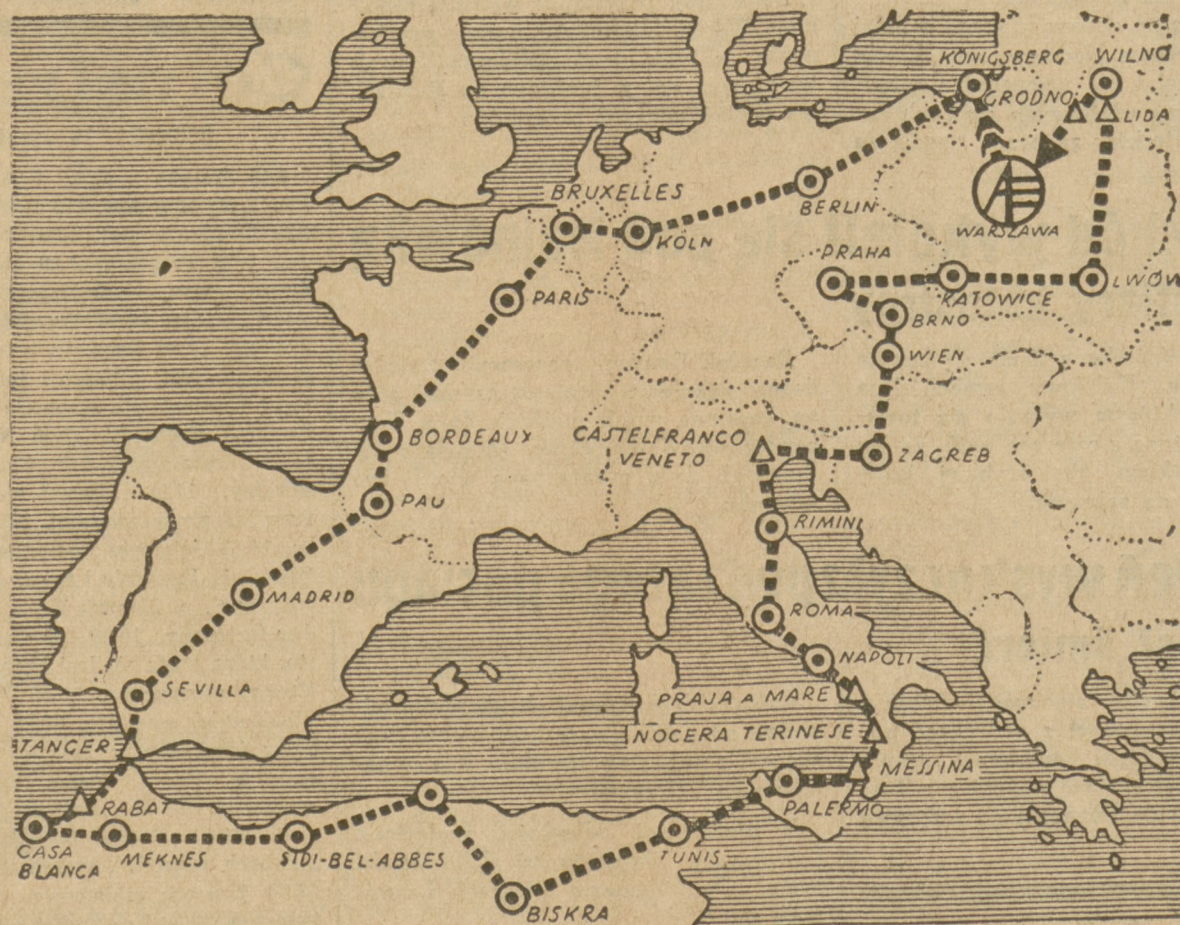 KÖNIGSBERG
WILNO
GRODNO
LIDA
BRUXELLES
BERLIN
KÖLN
WARSZAWA
PRAHA
LWÓW
PARIS
KATOWICE
BRNO
WIEN
BORDEAUX
CASTELFRANCO
VENETO
ZAGREB
PAU
RIMINI
MADRID
ROMA
NAPOLI
SEVILLA
PRAJA A MARE
NOCERA TERINESE
TANGER
MESSINA
RABAT
PALERMO
CASA
BLANCA
MEKNES
SIDI-BEL-ABBES
TUNIS
BISKRA